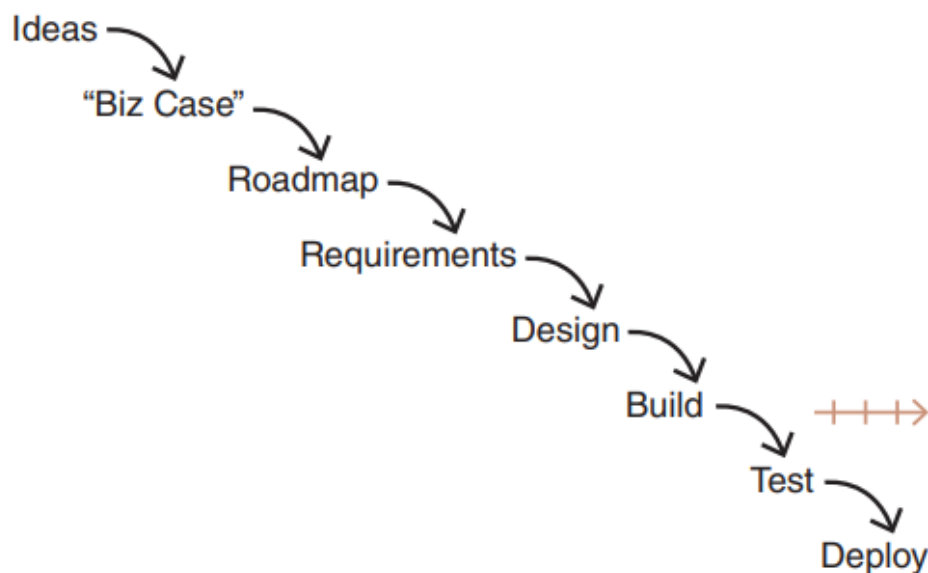 Ideas
“Biz Case”
Roadmap
Requirements
Design
Build
Test
Deploy